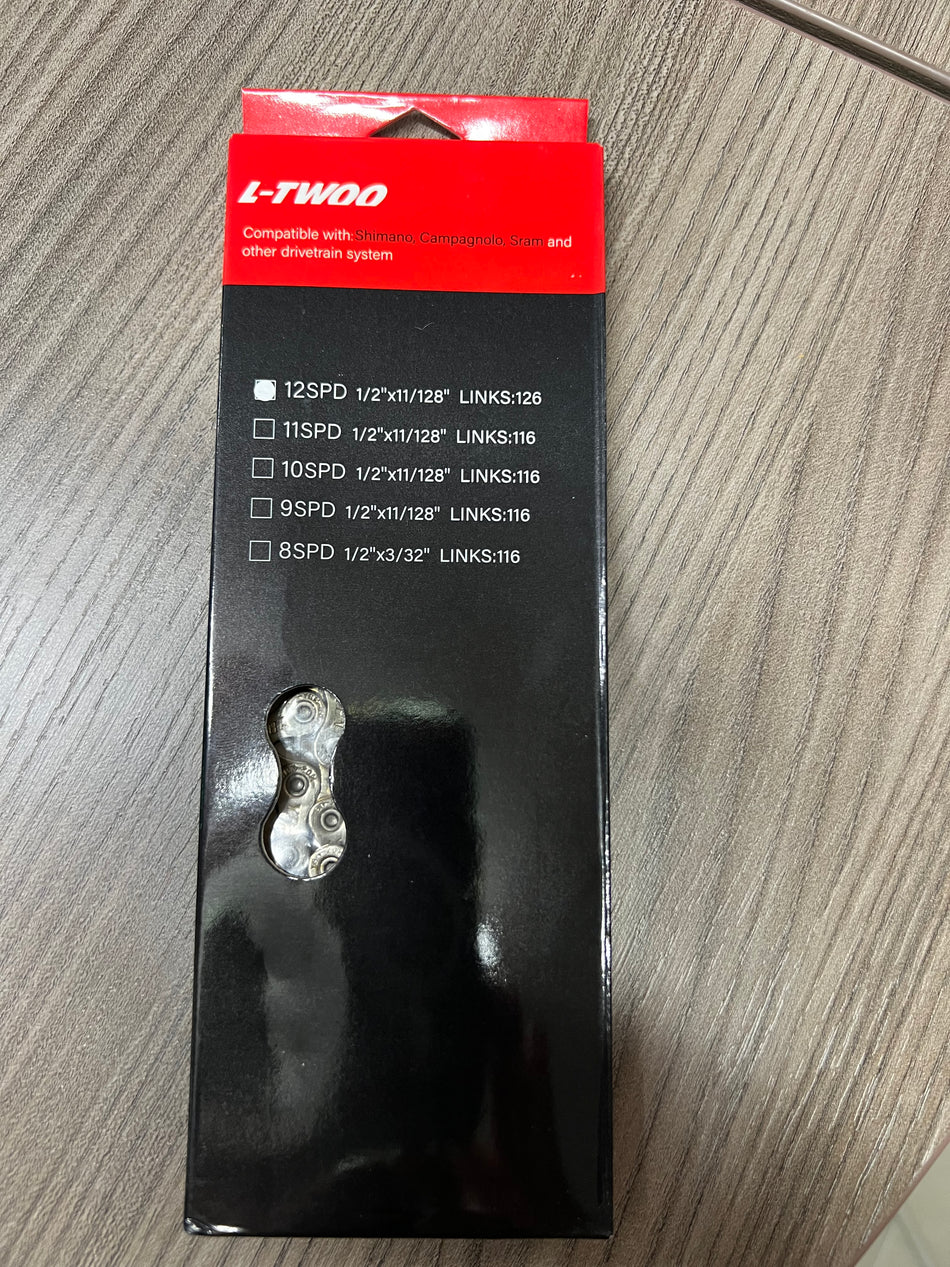 L-TWOO
Compatible with:Shimano, Campagnolo, Sram and
other drivetrain system
12SPD 1/2"x11/128" LINKS:126
11SPD 1/2"x11/128" LINKS:116
10SPD 1/2"x11/128" LINKS:116
9SPD 1/2"x11/128" LINKS:116
8SPD 1/2"x3/32" LINKS:116